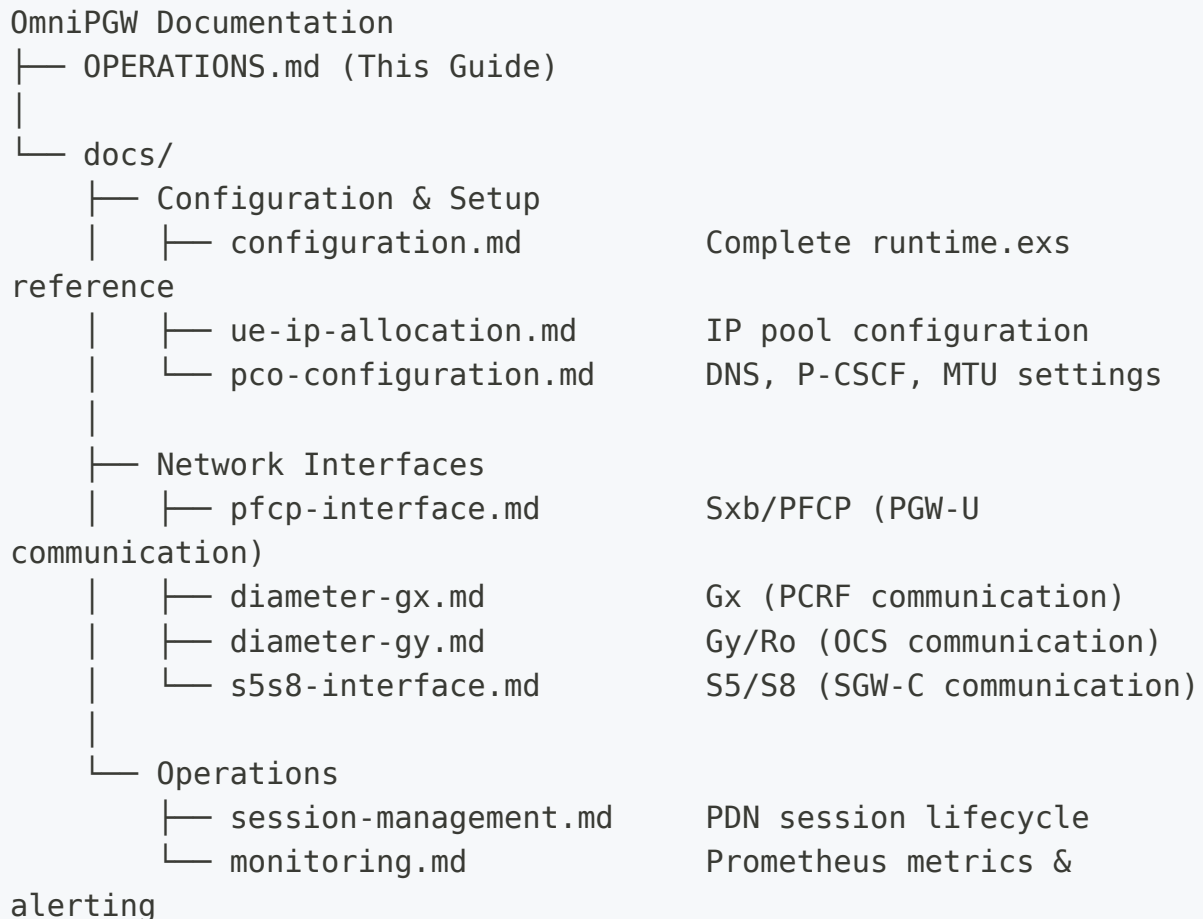 OmniPGW Documentation
├── OPERATIONS.md (This Guide)
│
└── docs/
    ├── Configuration & Setup
    │   ├── configuration.md          Complete runtime.exs
reference
    │   ├── ue-ip-allocation.md       IP pool configuration
    │   └── pco-configuration.md      DNS, P-CSCF, MTU settings
    │
    ├── Network Interfaces
    │   ├── pfcp-interface.md         Sxb/PFCP (PGW-U
communication)
    │   ├── diameter-gx.md            Gx (PCRF communication)
    │   ├── diameter-gy.md            Gy/Ro (OCS communication)
    │   └── s5s8-interface.md         S5/S8 (SGW-C communication)
    │
    └── Operations
        ├── session-management.md     PDN session lifecycle
        └── monitoring.md             Prometheus metrics &
alerting